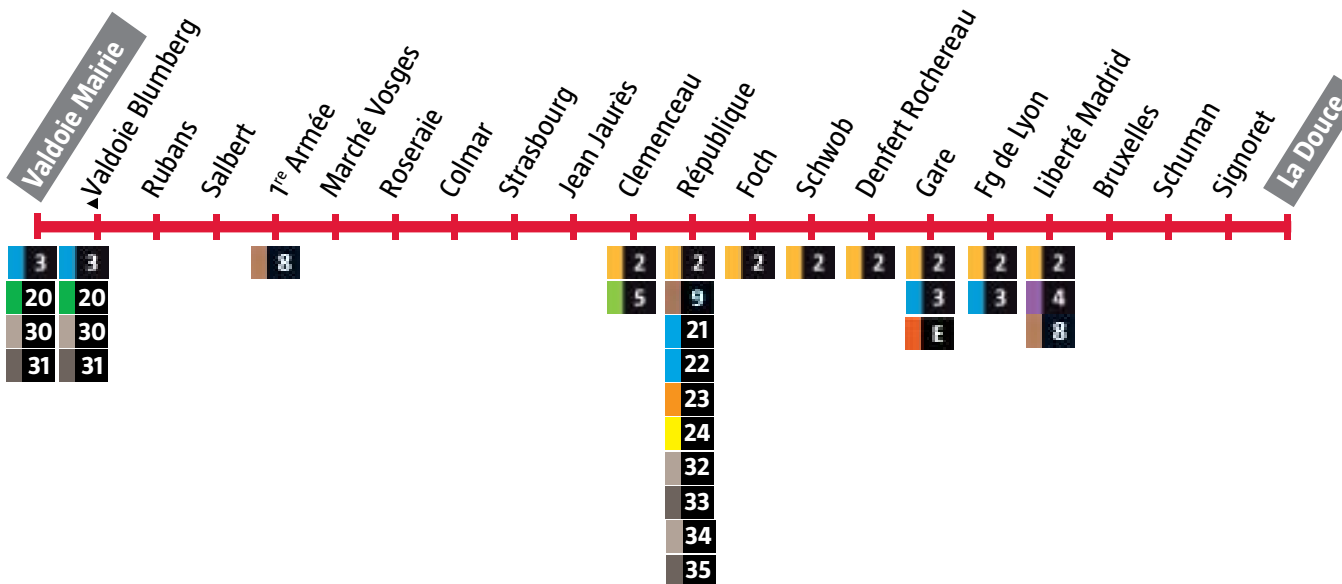 Valdoie Mairie
Valdoie Blumberg
Rubans
Salbert
1re Armée
Marché Vosges
Roseraie
Colmar
Strasbourg
Jean Jaurès
Clemenceau
République
Foch
Schwob
Denfert Rochereau
Gare
Fg de Lyon
Liberté Madrid
Bruxelles
Schuman
Signoret
La Douce
3 3 8 2 2 2 2 2 2 2 2
20 20 5 9 3 3 4
30 30 21 E 8
31 31 22
23
24
32
33
34
35